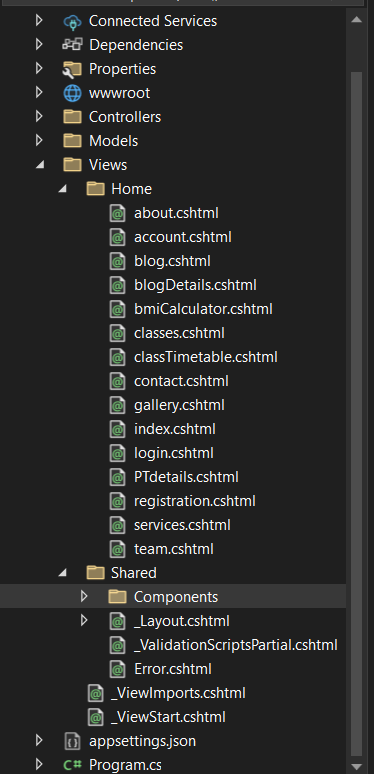 Connected Services
Dependencies
Properties
wwwroot
Controllers
Models
Views
Home
about.cshtml
account.cshtml
blog.cshtml
blogDetails.cshtml
bmiCalculator.cshtml
classes.cshtml
classTimetable.cshtml
contact.cshtml
gallery.cshtml
index.cshtml
login.cshtml
PTdetails.cshtml
registration.cshtml
services.cshtml
team.cshtml
Shared
Components
_Layout.cshtml
_ValidationScriptsPartial.cshtml
Error.cshtml
_ViewImports.cshtml
_ViewStart.cshtml
appsettings.json
C# Program.cs